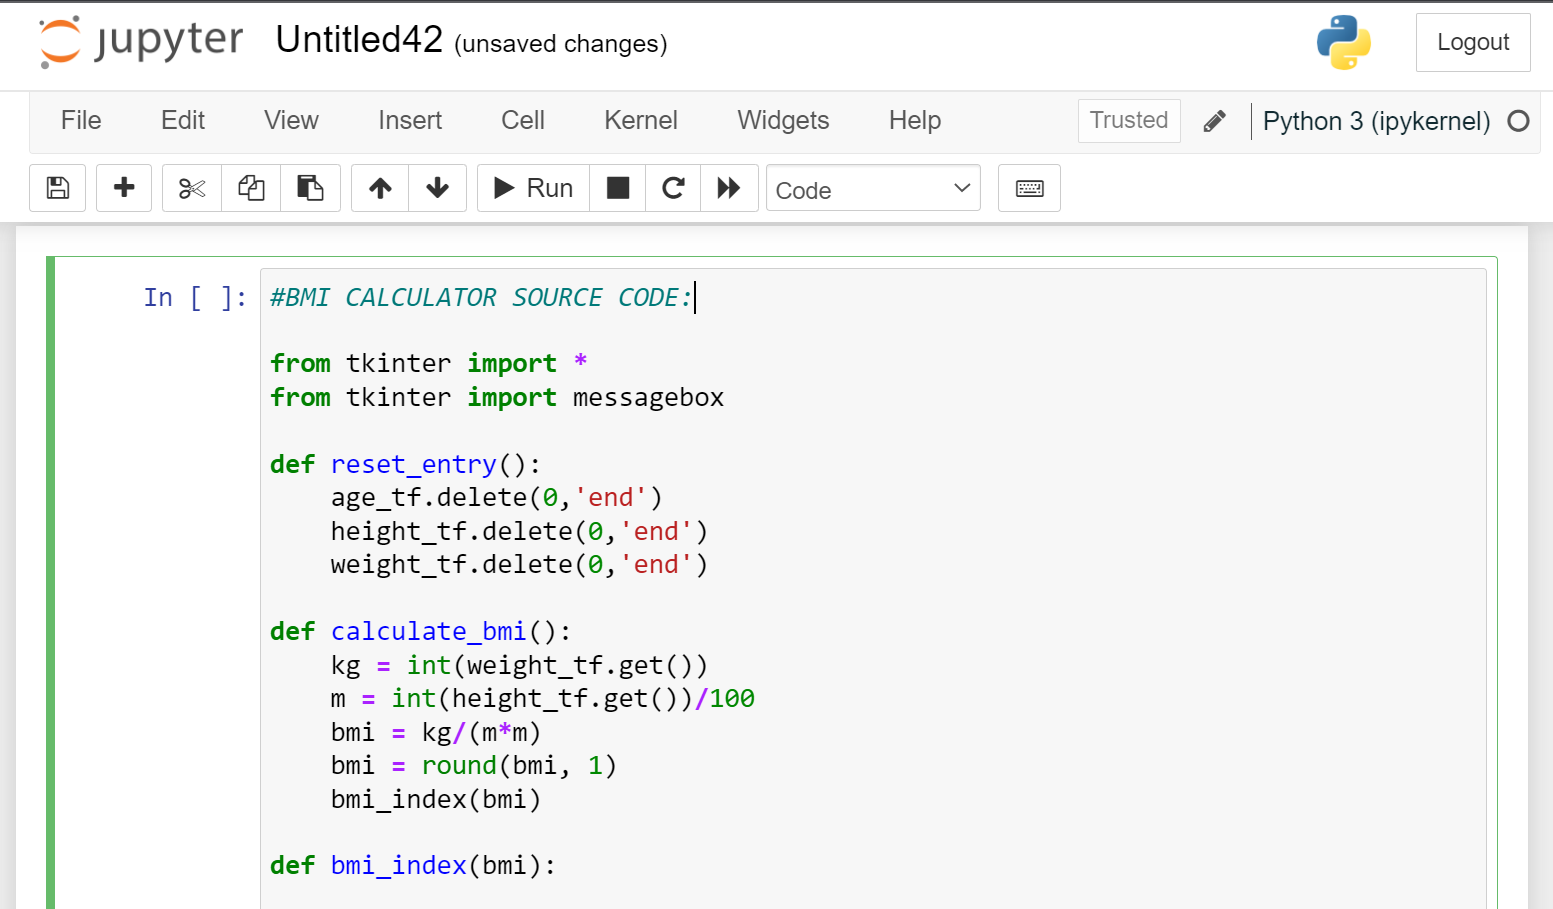 jupyter Untitled42 (unsaved changes) Logout
File Edit View Insert Cell Kernel Widgets Help Trusted Python 3 (ipykernel)
Run Code
In [ ]: #BMI CALCULATOR SOURCE CODE:
from tkinter import *
from tkinter import messagebox
def reset_entry():
    age_tf.delete(0,'end')
    height_tf.delete(0,'end')
    weight_tf.delete(0,'end')
def calculate_bmi():
    kg = int(weight_tf.get())
    m = int(height_tf.get())/100
    bmi = kg/(m*m)
    bmi = round(bmi, 1)
    bmi_index(bmi)
def bmi_index(bmi):